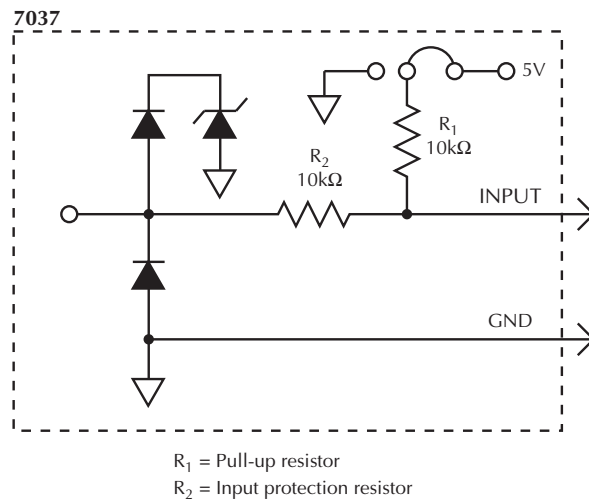 7037
5V
R1
10kΩ
R2
10kΩ
INPUT
GND
R1 = Pull-up resistor
R2 = Input protection resistor